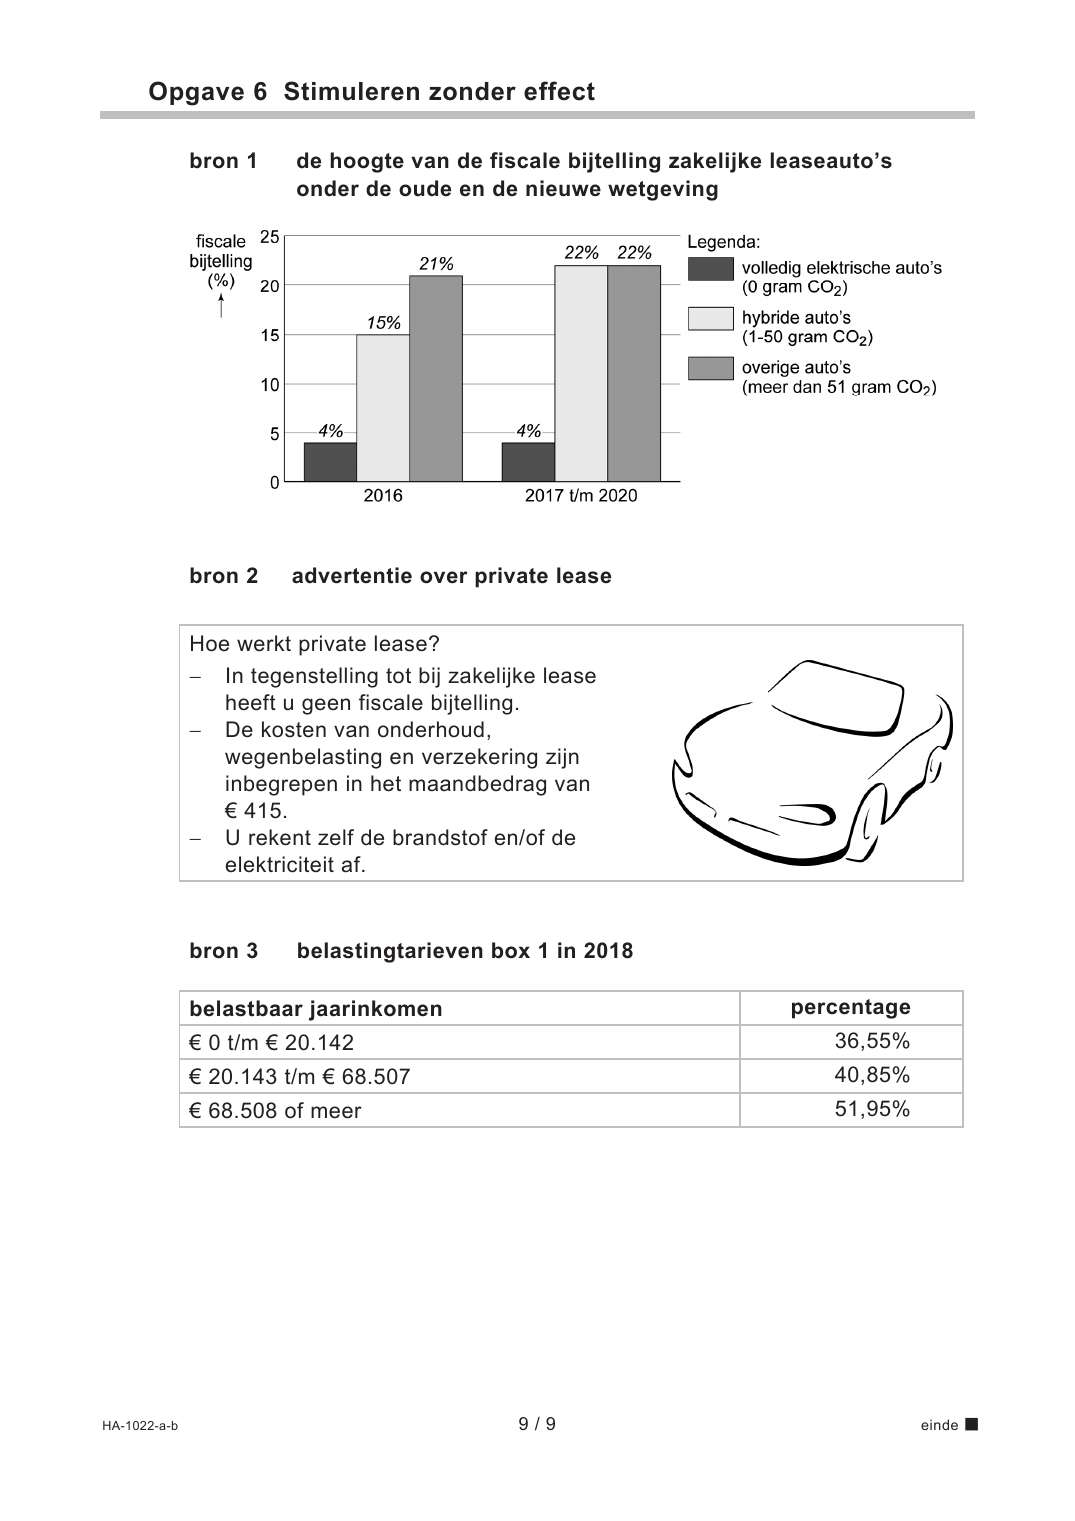 Opgave 6 Stimuleren zonder effect
bron 1 de hoogte van de fiscale bijtelling zakelijke leaseauto’s
onder de oude en de nieuwe wetgeving
fiscale
bijtelling
(%)
25
20
15
10
5
0
4%
15%
21%
4%
22%
22%
2016
2017 t/m 2020
Legenda:
volledig elektrische auto’s
(0 gram CO₂)
hybride auto’s
(1-50 gram CO₂)
overige auto’s
(meer dan 51 gram CO₂)
bron 2 advertentie over private lease
Hoe werkt private lease?
– In tegenstelling tot bij zakelijke lease
heeft u geen fiscale bijtelling.
– De kosten van onderhoud,
wegenbelasting en verzekering zijn
inbegrepen in het maandbedrag van
€ 415.
– U rekent zelf de brandstof en/of de
elektriciteit af.
bron 3 belastingtarieven box 1 in 2018
belastbaar jaarinkomen percentage
€ 0 t/m € 20.142 36,55%
€ 20.143 t/m € 68.507 40,85%
€ 68.508 of meer 51,95%
HA-1022-a-b 9 / 9 einde ■